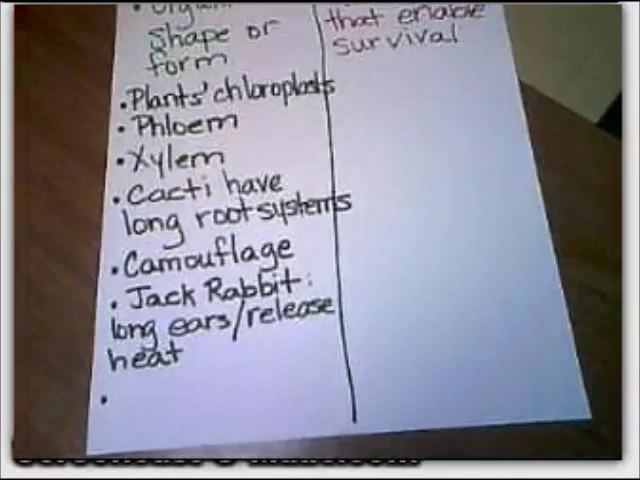 shape or
form
• Plants' chloroplasts
• Phloem
• Xylem
• Cacti have
long root systems
• Camouflage
• Jack Rabbit:
long ears/release
heat
•
that enable
survival